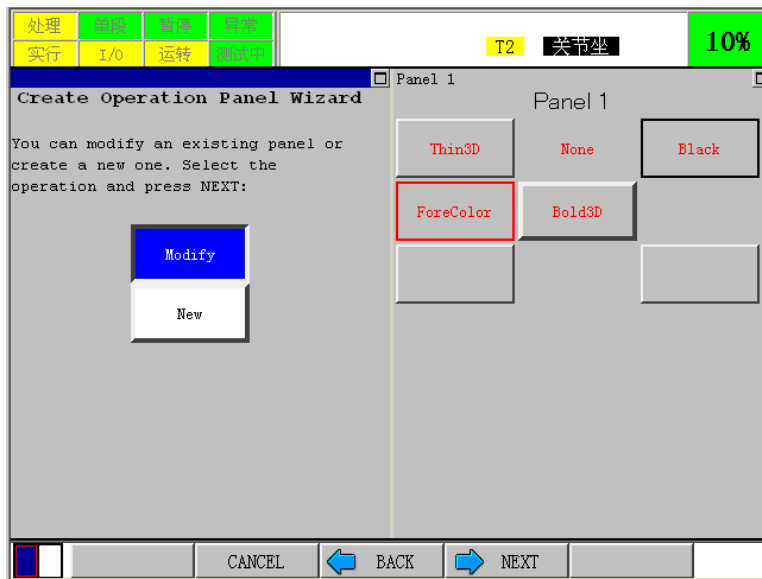 处理 单段 暂停 异常
实行 I/O 运转 测试中
T2 关节坐 10%
Create Operation Panel Wizard
You can modify an existing panel or
create a new one. Select the
operation and press NEXT:
Modify
New
Panel 1
Panel 1
Thin3D None Black
ForeColor Bold3D
CANCEL BACK NEXT